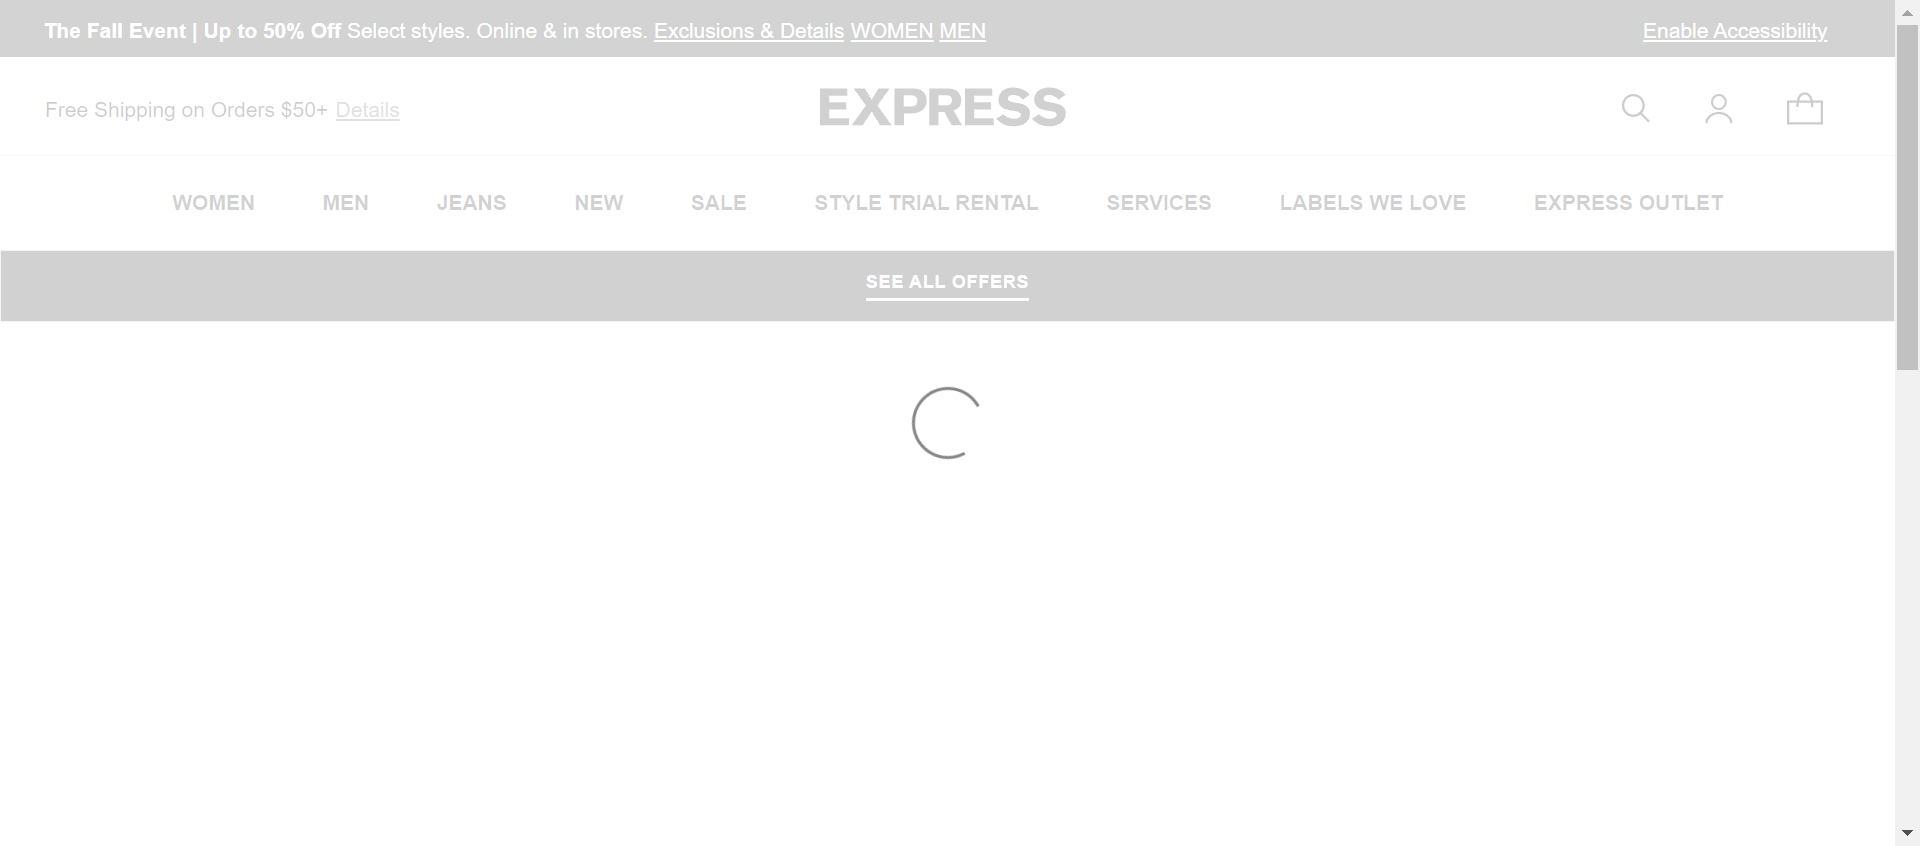 The Fall Event | Up to 50% Off Select styles. Online & in stores. Exclusions & Details WOMEN MEN
Enable Accessibility
Free Shipping on Orders $50+ Details
EXPRESS
WOMEN MEN JEANS NEW SALE STYLE TRIAL RENTAL SERVICES LABELS WE LOVE EXPRESS OUTLET
SEE ALL OFFERS